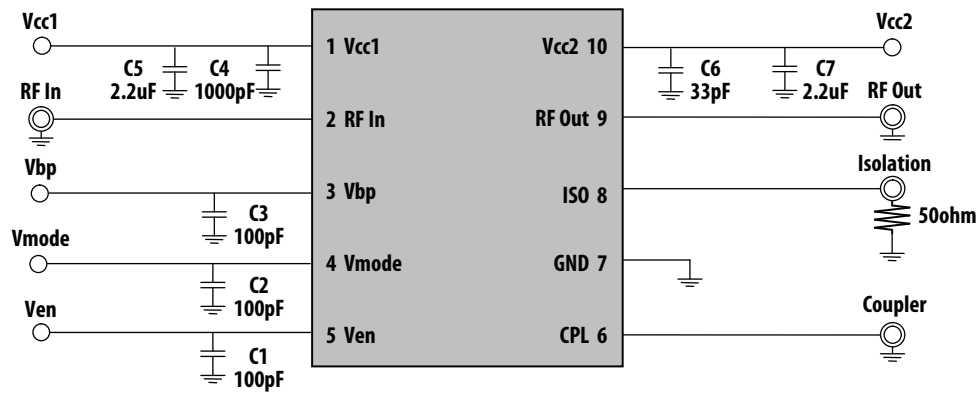 Vcc1
Vcc2
1 Vcc1
Vcc2 10
C5
2.2uF
C4
1000pF
C6
33pF
C7
2.2uF
RF In
RF Out
2 RF In
RF Out 9
Vbp
Isolation
3 Vbp
ISO 8
50ohm
C3
100pF
Vmode
4 Vmode
GND 7
C2
100pF
Ven
Coupler
5 Ven
CPL 6
C1
100pF